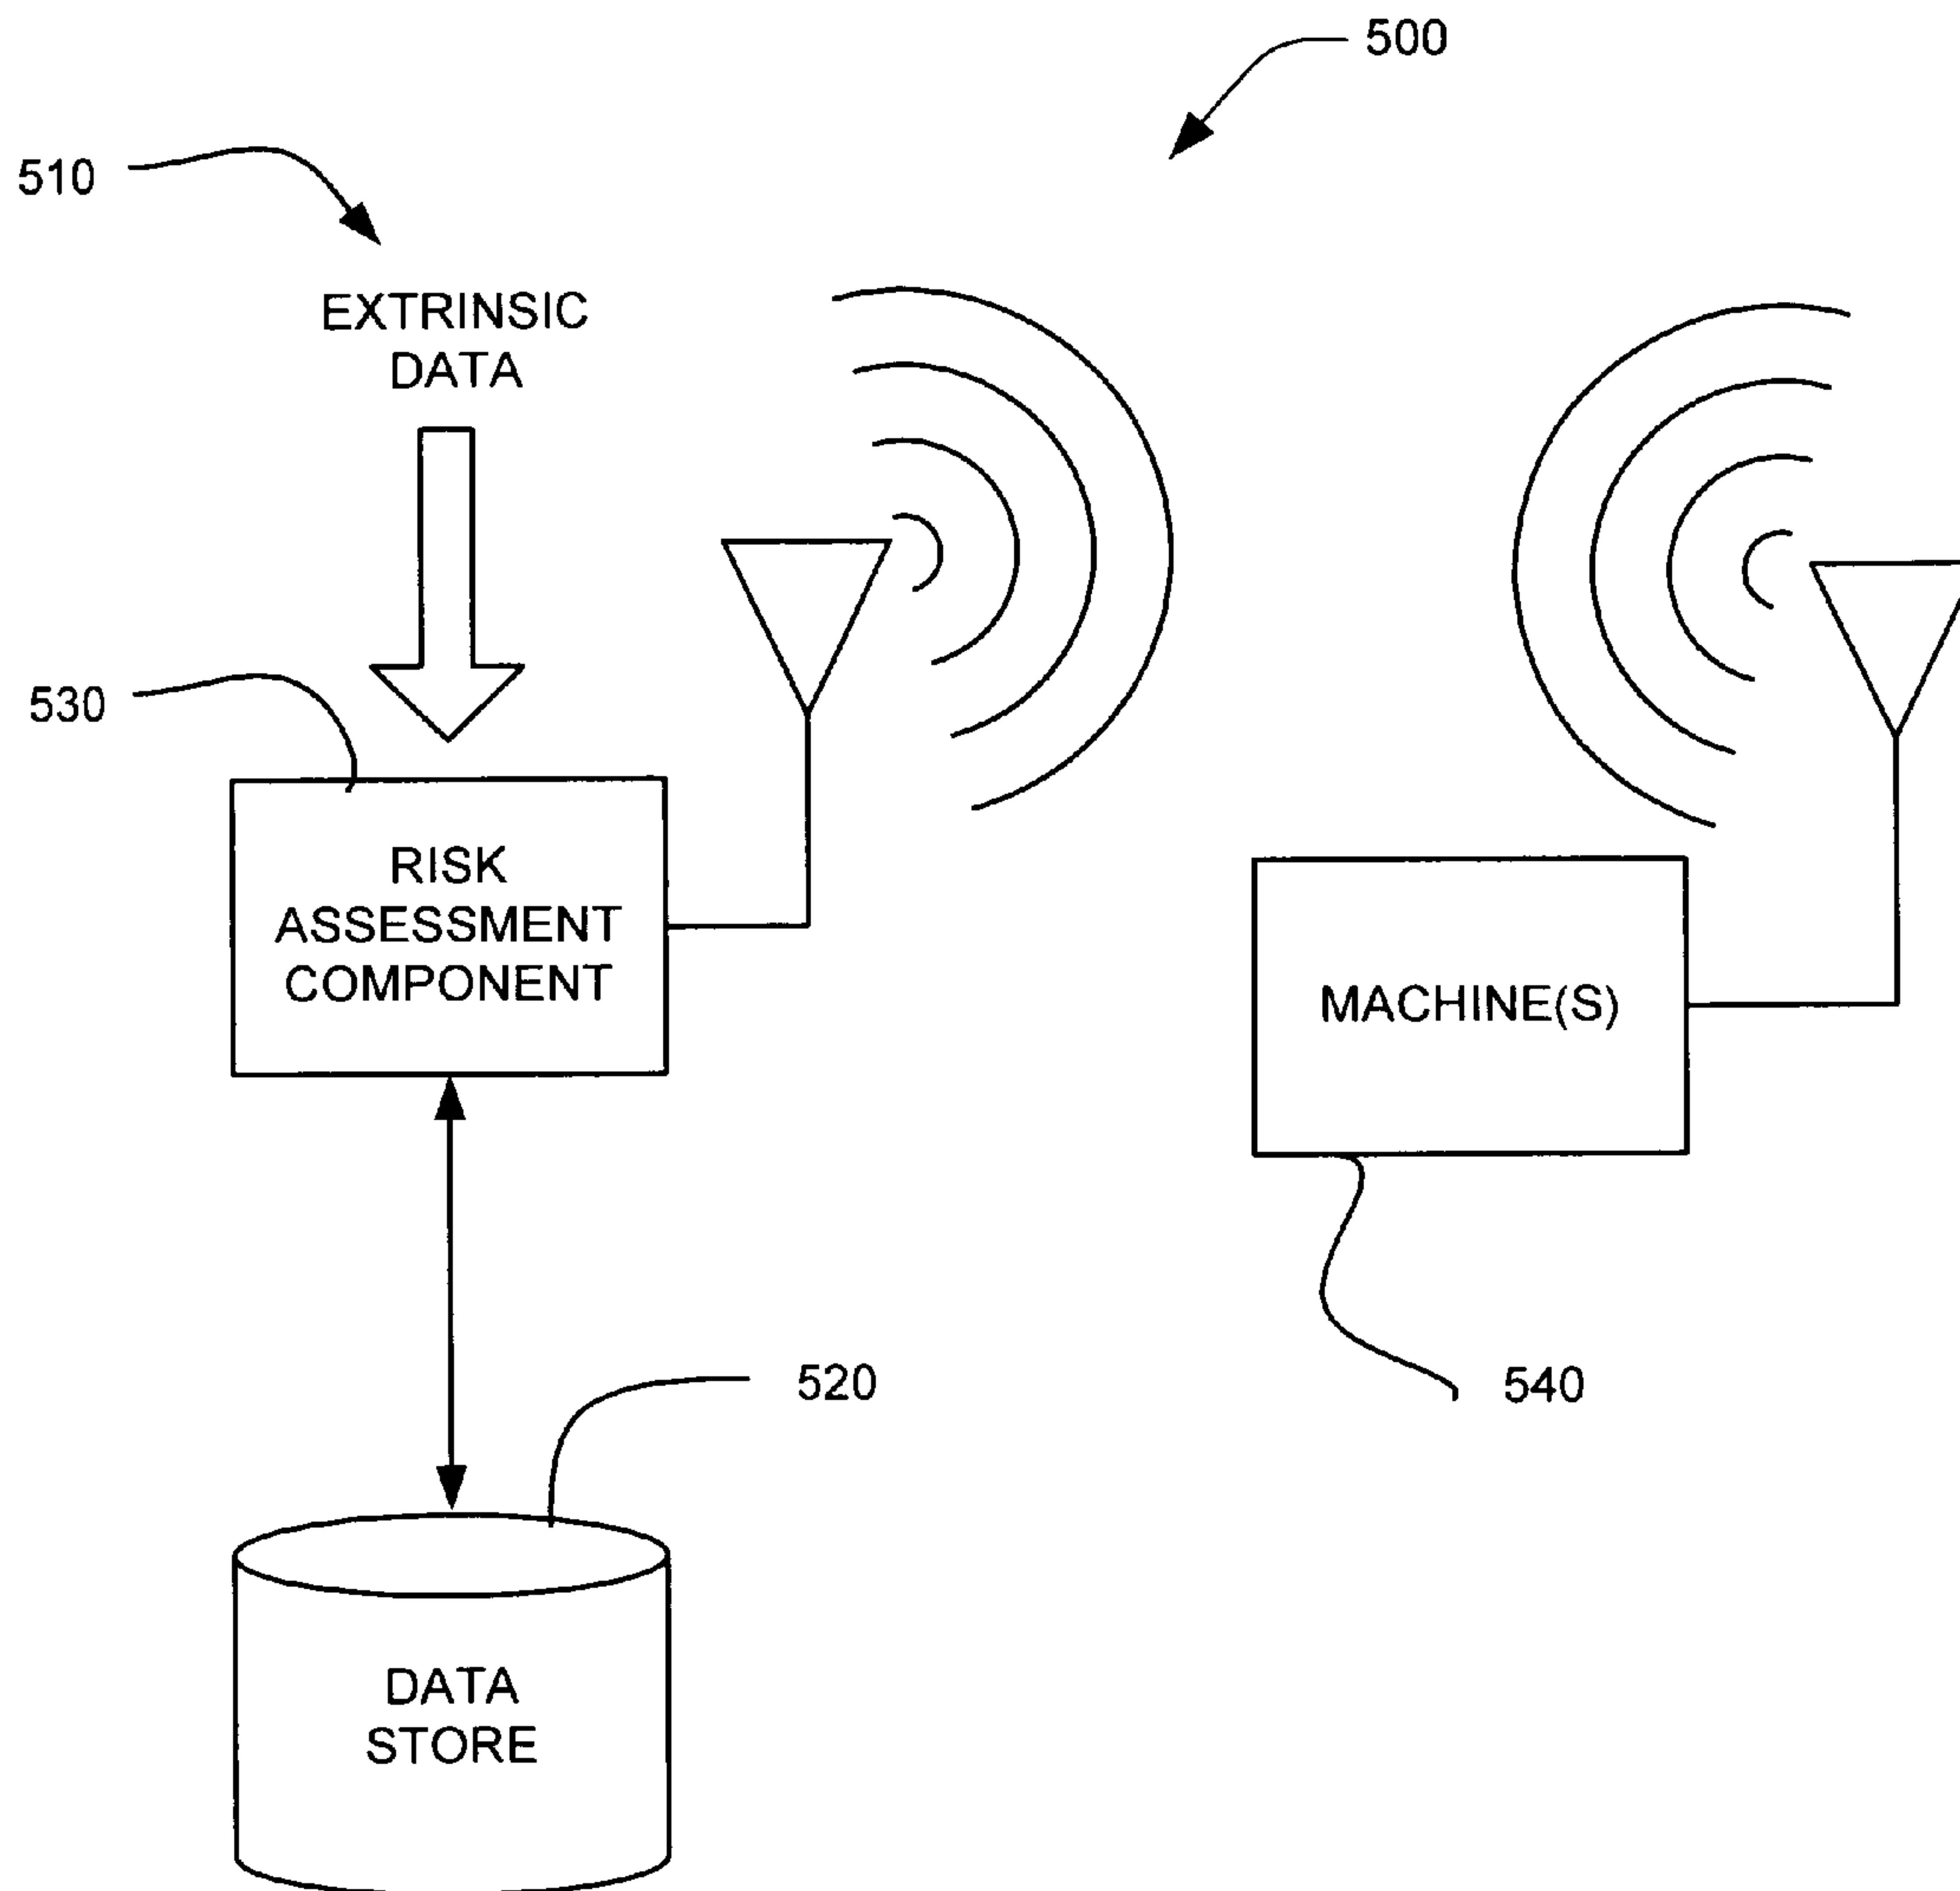 500
510
EXTRINSIC
DATA
530
RISK
ASSESSMENT
COMPONENT
MACHINE(S)
520
540
DATA
STORE